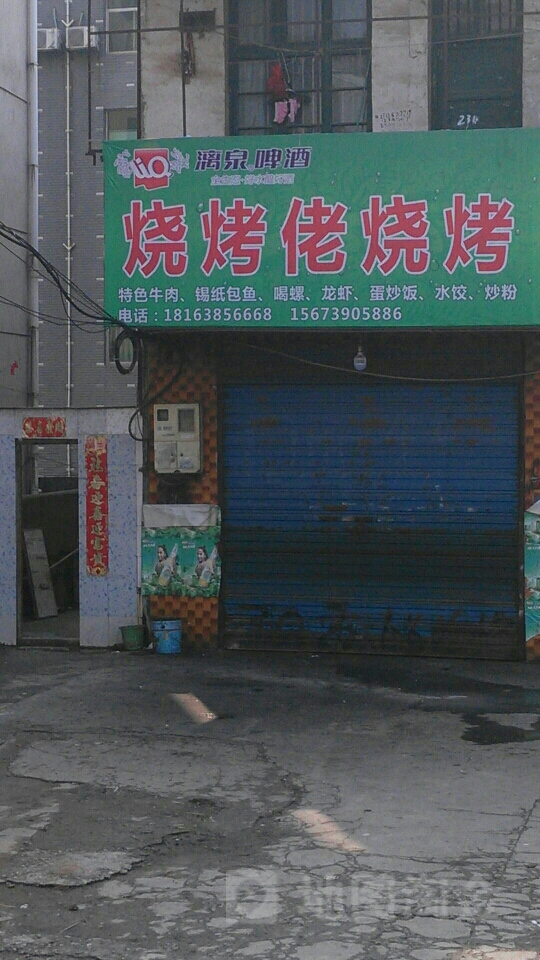 LiQ 漓泉啤酒
烧烤佬烧烤
特色牛肉、锡纸包鱼、喝螺、龙虾、蛋炒饭、水饺、炒粉
电话：18163856668 15673905886